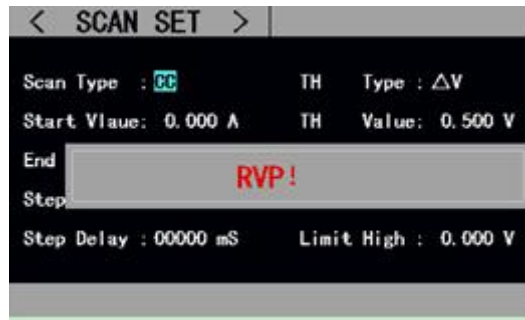 < SCAN SET >
Scan Type : CC TH Type : △V
Start Vlaue: 0.000 A TH Value: 0.500 V
End
RVP!
Step
Step Delay : 00000 mS Limit High : 0.000 V